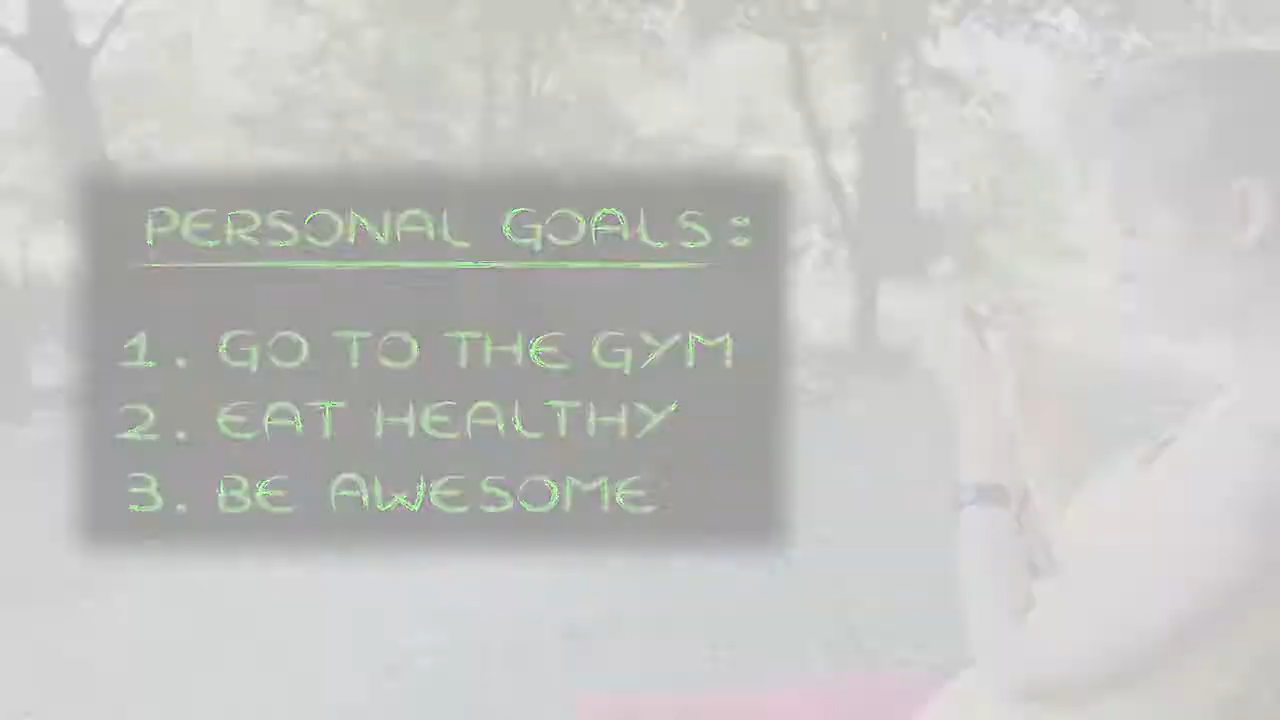 PERSONAL GOALS:
1. GO TO THE GYM
2. EAT HEALTHY
3. BE AWESOME